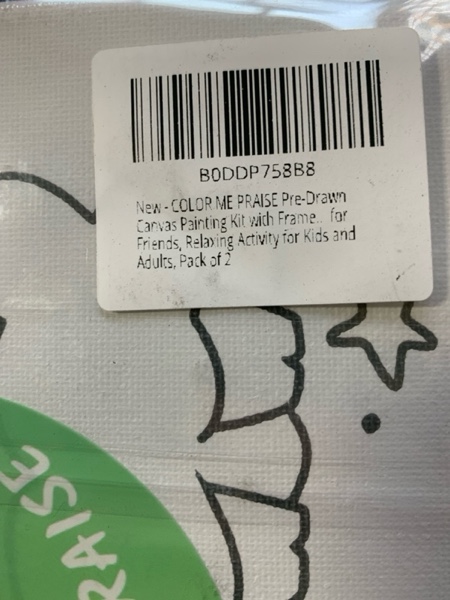 B0DDP758B8
New - COLOR ME PRAISE Pre-Drawn
Canvas Painting Kit with Frame... for
Friends, Relaxing Activity for Kids and
Adults, Pack of 2
RAISE